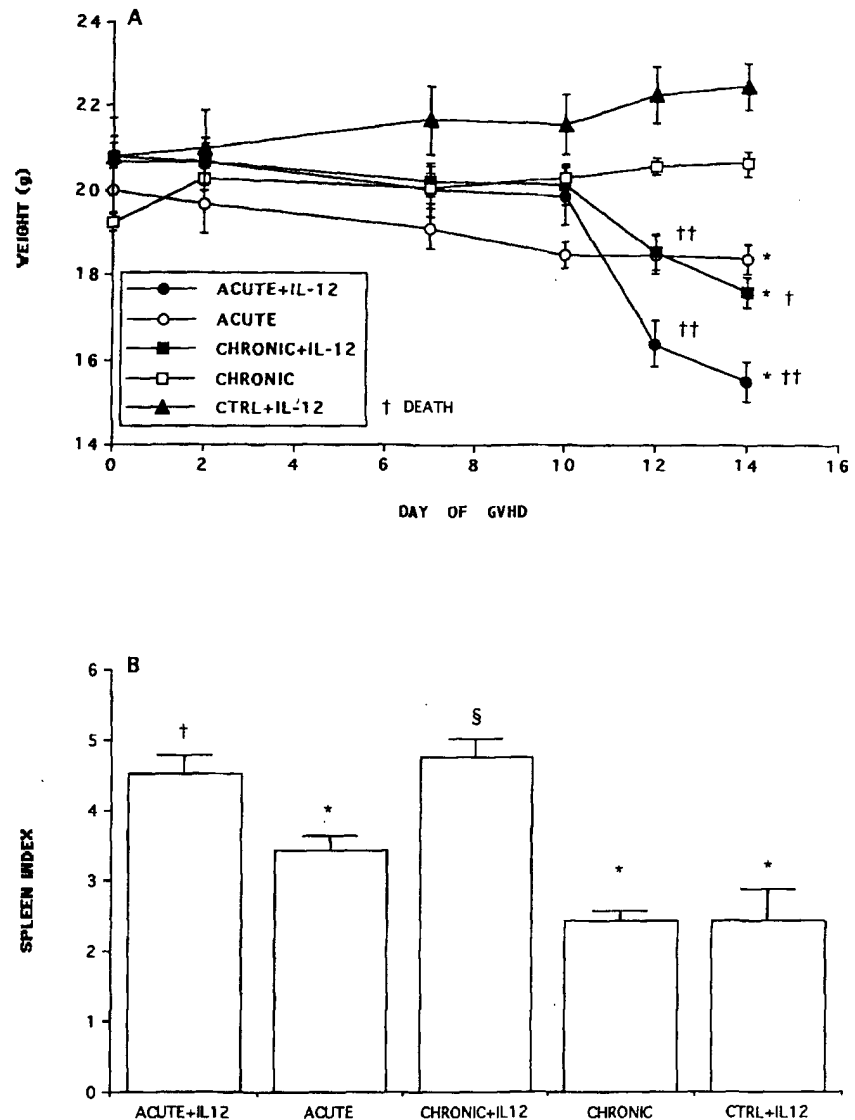 A
24
22
20
18
16
14
WEIGHT (g)
†† 
*
* †
††
* ††
ACUTE+IL-12
ACUTE
CHRONIC+IL-12
CHRONIC
CTRL+IL-12
† DEATH
0 2 4 6 8 10 12 14 16
DAY OF GVHD
B
6
5
4
3
2
1
0
SPLEEN INDEX
† * § * *
ACUTE+IL12 ACUTE CHRONIC+IL12 CHRONIC CTRL+IL12